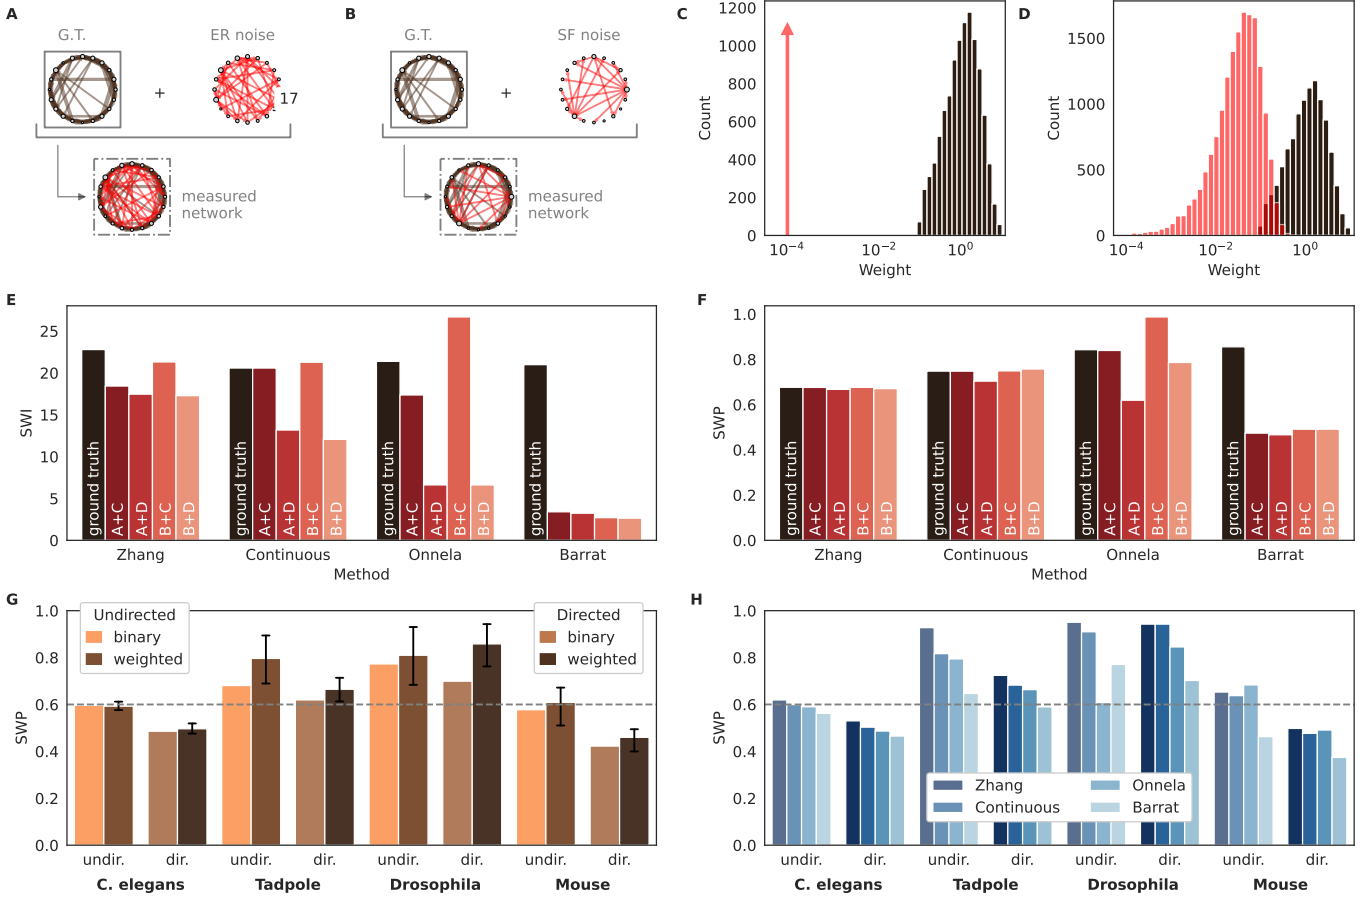 A
G.T.
ER noise
+
17
measured
network
B
G.T.
SF noise
+
measured
network
C
1200
1000
800
600
400
200
0
Count
10⁻⁴
10⁻²
10⁰
Weight
D
1500
1000
500
0
Count
10⁻⁴
10⁻²
10⁰
Weight
E
25
20
15
10
5
0
SWI
ground truth
A+C
A+D
B+C
B+D
ground truth
A+C
A+D
B+C
B+D
ground truth
A+C
A+D
B+C
B+D
ground truth
Zhang
Continuous
Onnela
Barrat
Method
F
1.0
0.8
0.6
0.4
0.2
0.0
SWP
ground truth
A+C
A+D
B+C
B+D
ground truth
A+C
A+D
B+C
B+D
ground truth
A+C
A+D
B+C
B+D
ground truth
A+C
A+D
B+C
B+D
Zhang
Continuous
Onnela
Barrat
Method
G
1.0
0.8
0.6
0.4
0.2
0.0
SWP
Undirected
binary
weighted
Directed
binary
weighted
undir.
dir.
undir.
dir.
undir.
dir.
undir.
dir.
C. elegans
Tadpole
Drosophila
Mouse
H
1.0
0.8
0.6
0.4
0.2
0.0
SWP
Zhang
Continuous
Onnela
Barrat
undir.
dir.
undir.
dir.
undir.
dir.
undir.
dir.
C. elegans
Tadpole
Drosophila
Mouse